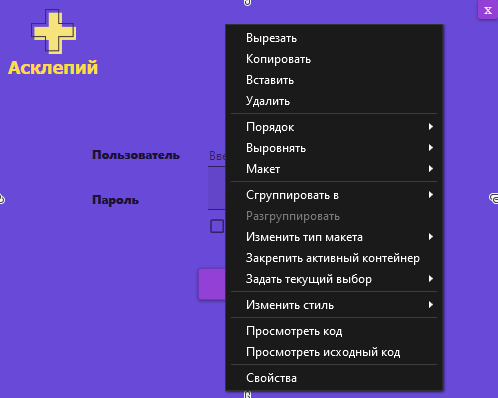 x
Асклепий
Вырезать
Копировать
Вставить
Удалить
Порядок
Выровнять
Пользователь
Вве
Макет
Пароль
Сгруппировать в
Разгруппировать
Изменить тип макета
Закрепить активный контейнер
Задать текущий выбор
Изменить стиль
Просмотреть код
Просмотреть исходный код
Свойства